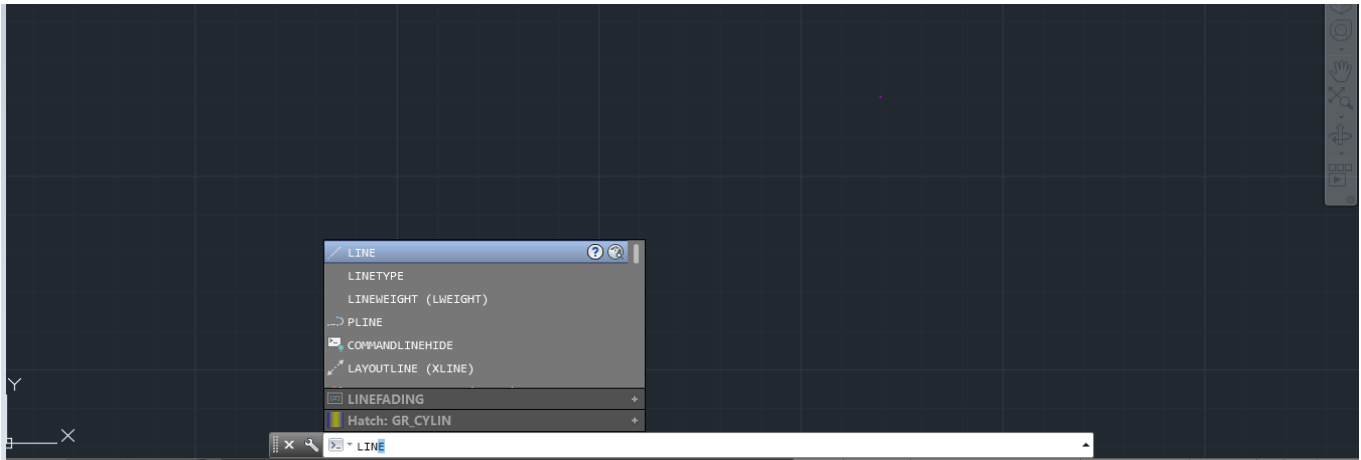 LINE
LINETYPE
LINEWEIGHT (LWEIGHT)
PLINE
COMMANDLINEHIDE
LAYOUTLINE (XLINE)
LINEFADING +
Hatch: GR_CYLIN +
Y
X
LINE